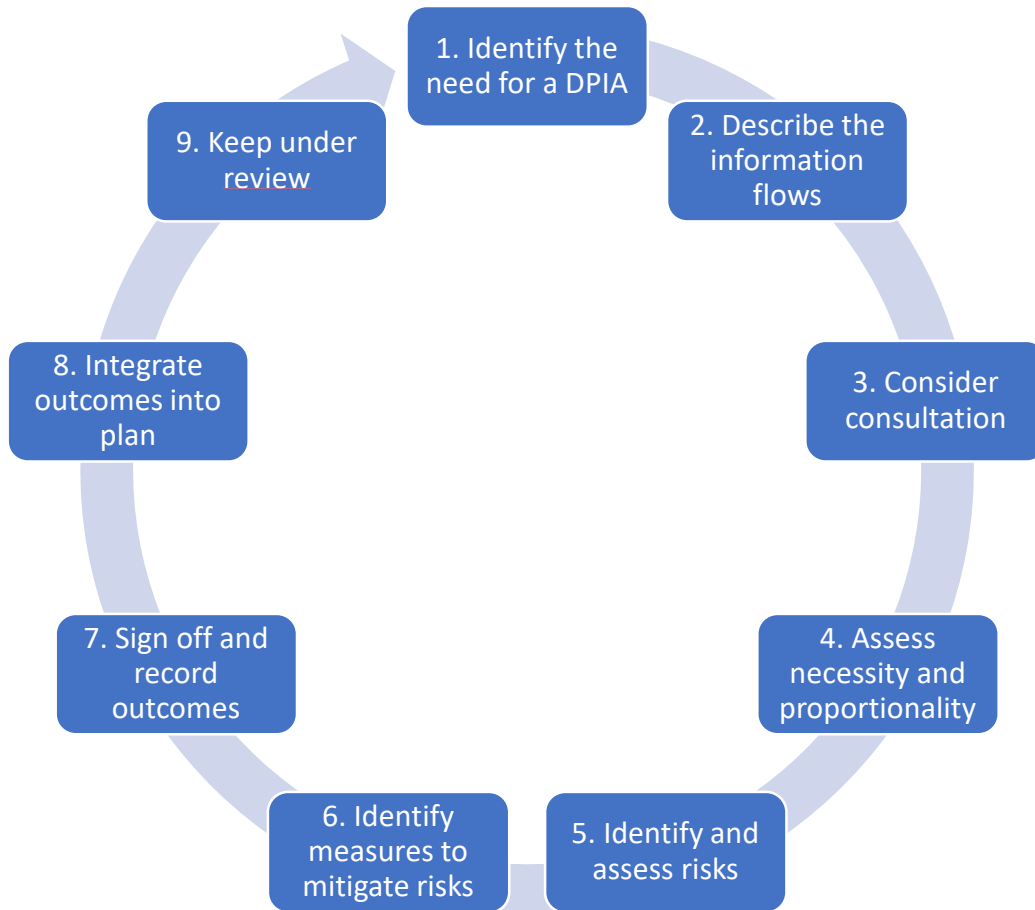 1. Identify the
need for a DPIA
2. Describe the
information
flows
3. Consider
consultation
4. Assess
necessity and
proportionality
5. Identify and
assess risks
6. Identify
measures to
mitigate risks
7. Sign off and
record
outcomes
8. Integrate
outcomes into
plan
9. Keep under
review